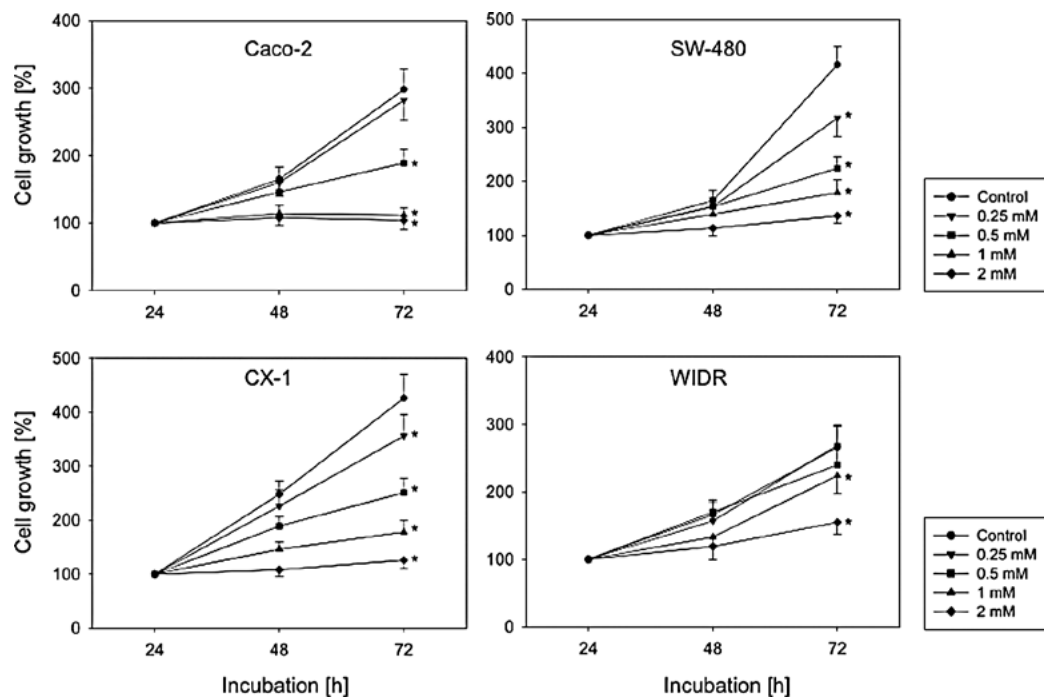 Caco-2
Cell growth [%]
400
300
200
100
0
24
48
72
*
*
*
SW-480
500
400
300
200
100
0
24
48
72
*
*
*
*
Control
0.25 mM
0.5 mM
1 mM
2 mM
CX-1
Cell growth [%]
500
400
300
200
100
0
24
48
72
*
*
*
*
Incubation [h]
WIDR
400
300
200
100
0
24
48
72
*
*
Incubation [h]
Control
0.25 mM
0.5 mM
1 mM
2 mM